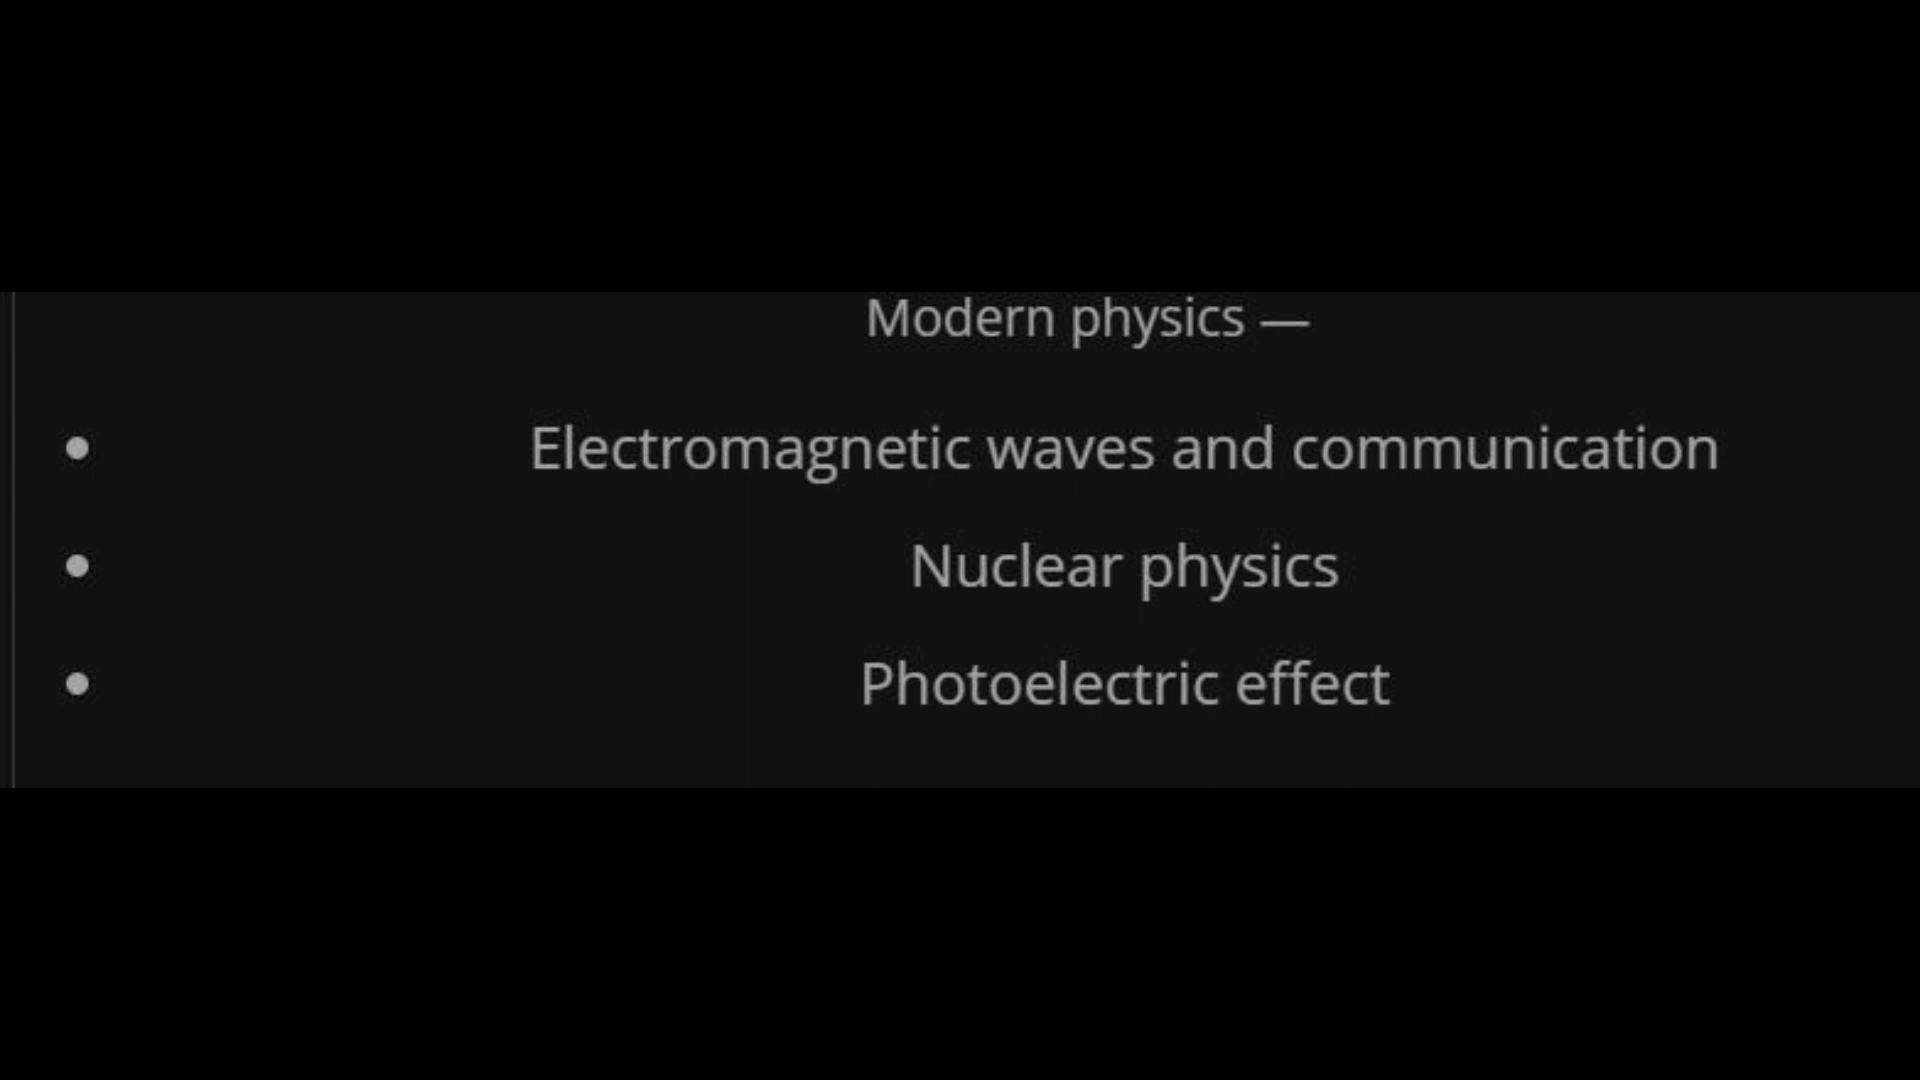 Modern physics —
• Electromagnetic waves and communication
• Nuclear physics
• Photoelectric effect